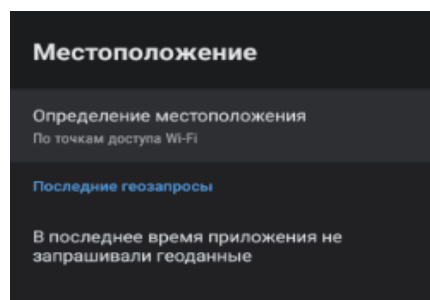 Местоположение
Определение местоположения
По точкам доступа Wi-Fi
Последние геозапросы
В последнее время приложения не
запрашивали геоданные